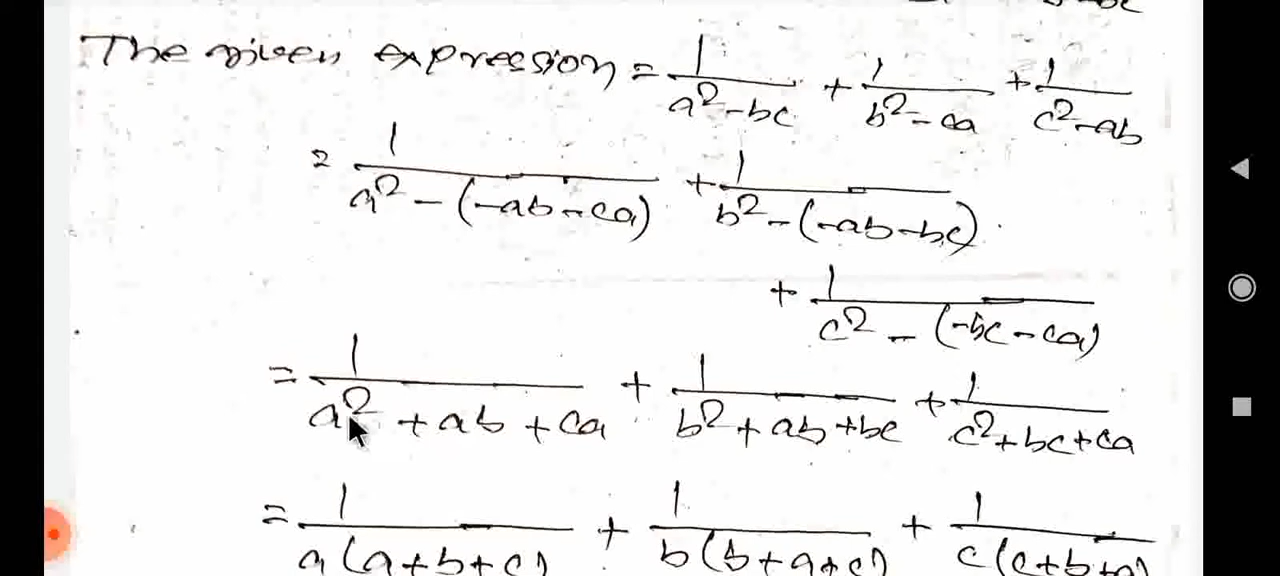 The given expression = 1/(a²-bc) + 1/(b²-ca) + 1/(c²-ab)
= 1/(a²-(-ab-ca)) + 1/(b²-(-ab-bc))
+ 1/(c²-(-bc-ca))
= 1/(a²+ab+ca) + 1/(b²+ab+bc) + 1/(c²+bc+ca)
= 1/(a(a+b+c)) + 1/(b(b+a+c)) + 1/(c(c+b+a))